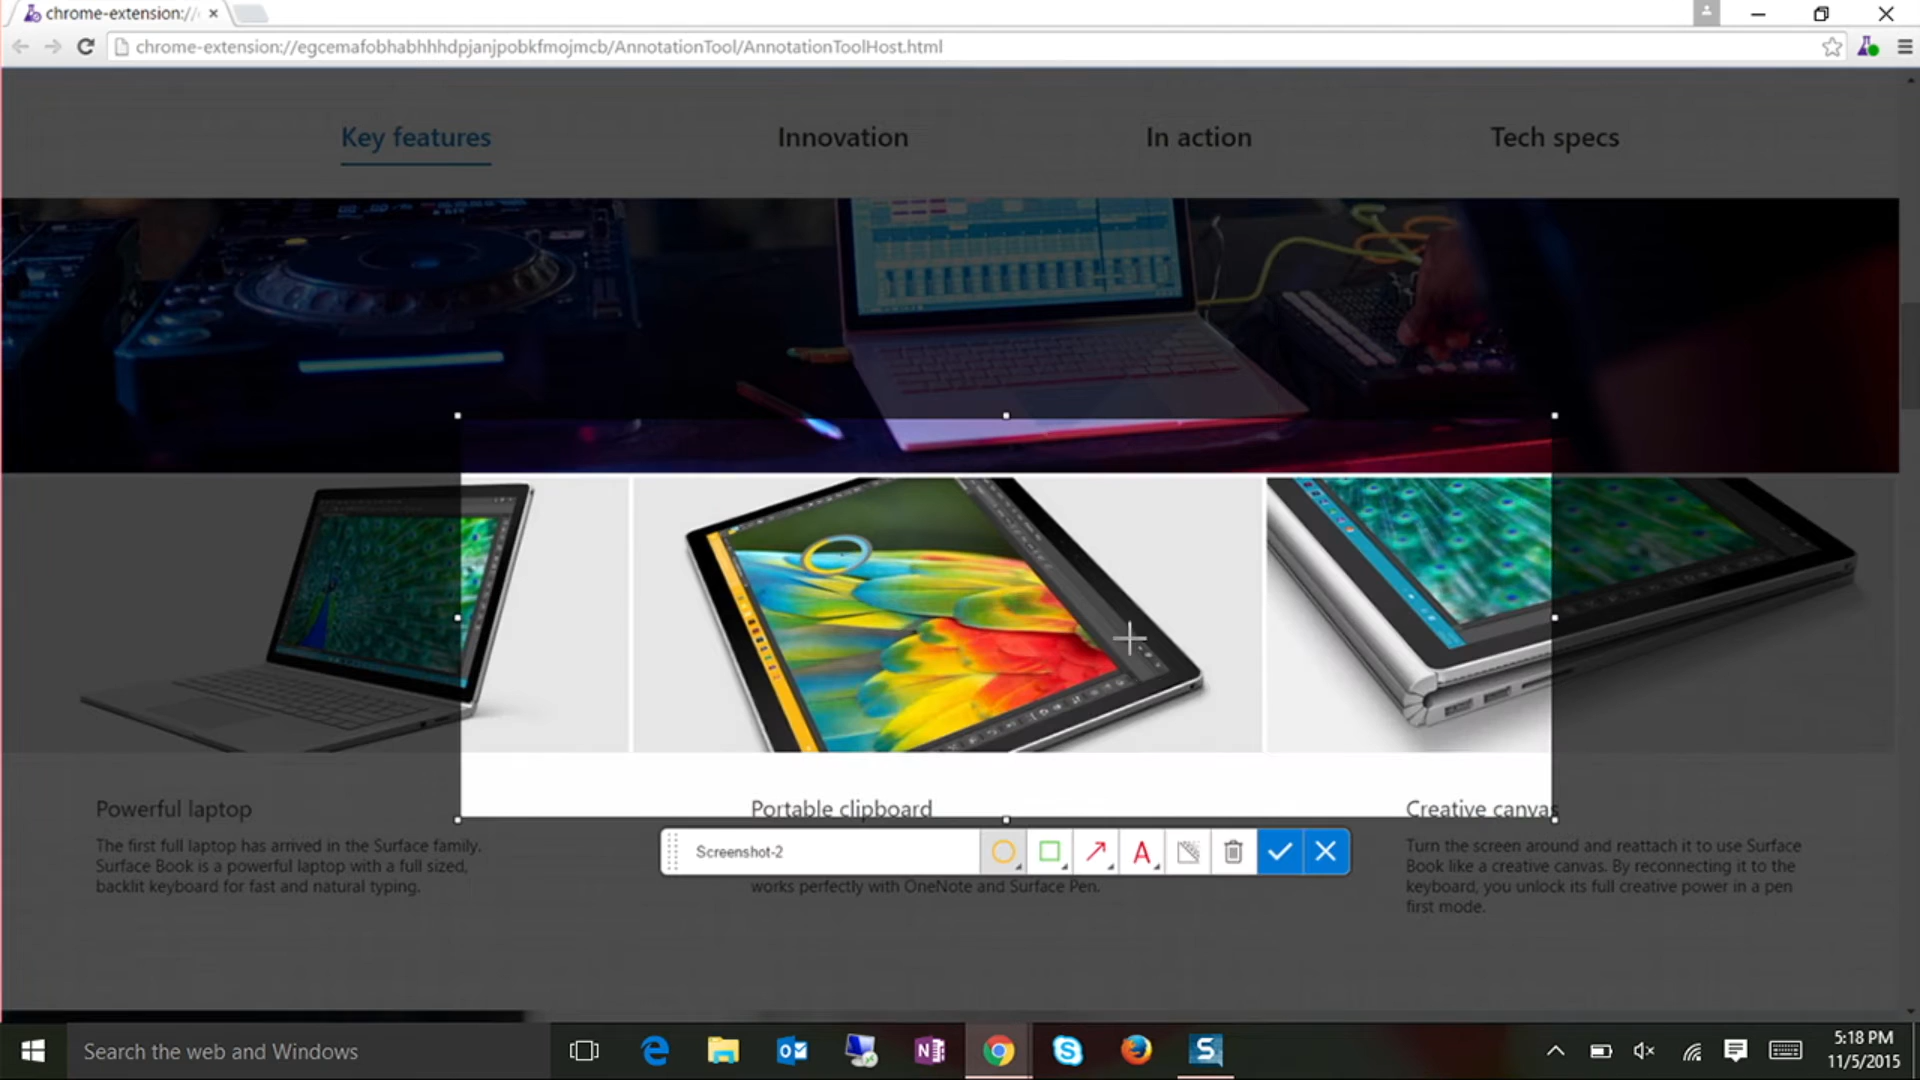 chrome-extension://
chrome-extension://egcemafobhabhhhdpjanjpobkfmojmcb/AnnotationTool/AnnotationToolHost.html
Key features
Innovation
In action
Tech specs
Powerful laptop
The first full laptop has arrived in the Surface family.
Surface Book is a powerful laptop with a full sized,
backlit keyboard for fast and natural typing.
Portable clipboard
works perfectly with OneNote and Surface Pen.
Creative canvas
Turn the screen around and reattach it to use Surface
Book like a creative canvas. By reconnecting it to the
keyboard, you unlock its full creative power in a pen
first mode.
Screenshot-2
A
Search the web and Windows
5:18 PM
11/5/2015